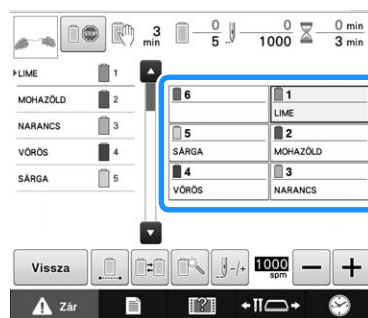 3 min
0
5
0
1000
0 min
3 min
LIME 1
MOHAZÖLD 2
NARANCS 3
VÖRÖS 4
SÁRGA 5
6
1
LIME
5
SÁRGA
2
MOHAZÖLD
4
VÖRÖS
3
NARANCS
Vissza
-/+
1000
spm
Zár